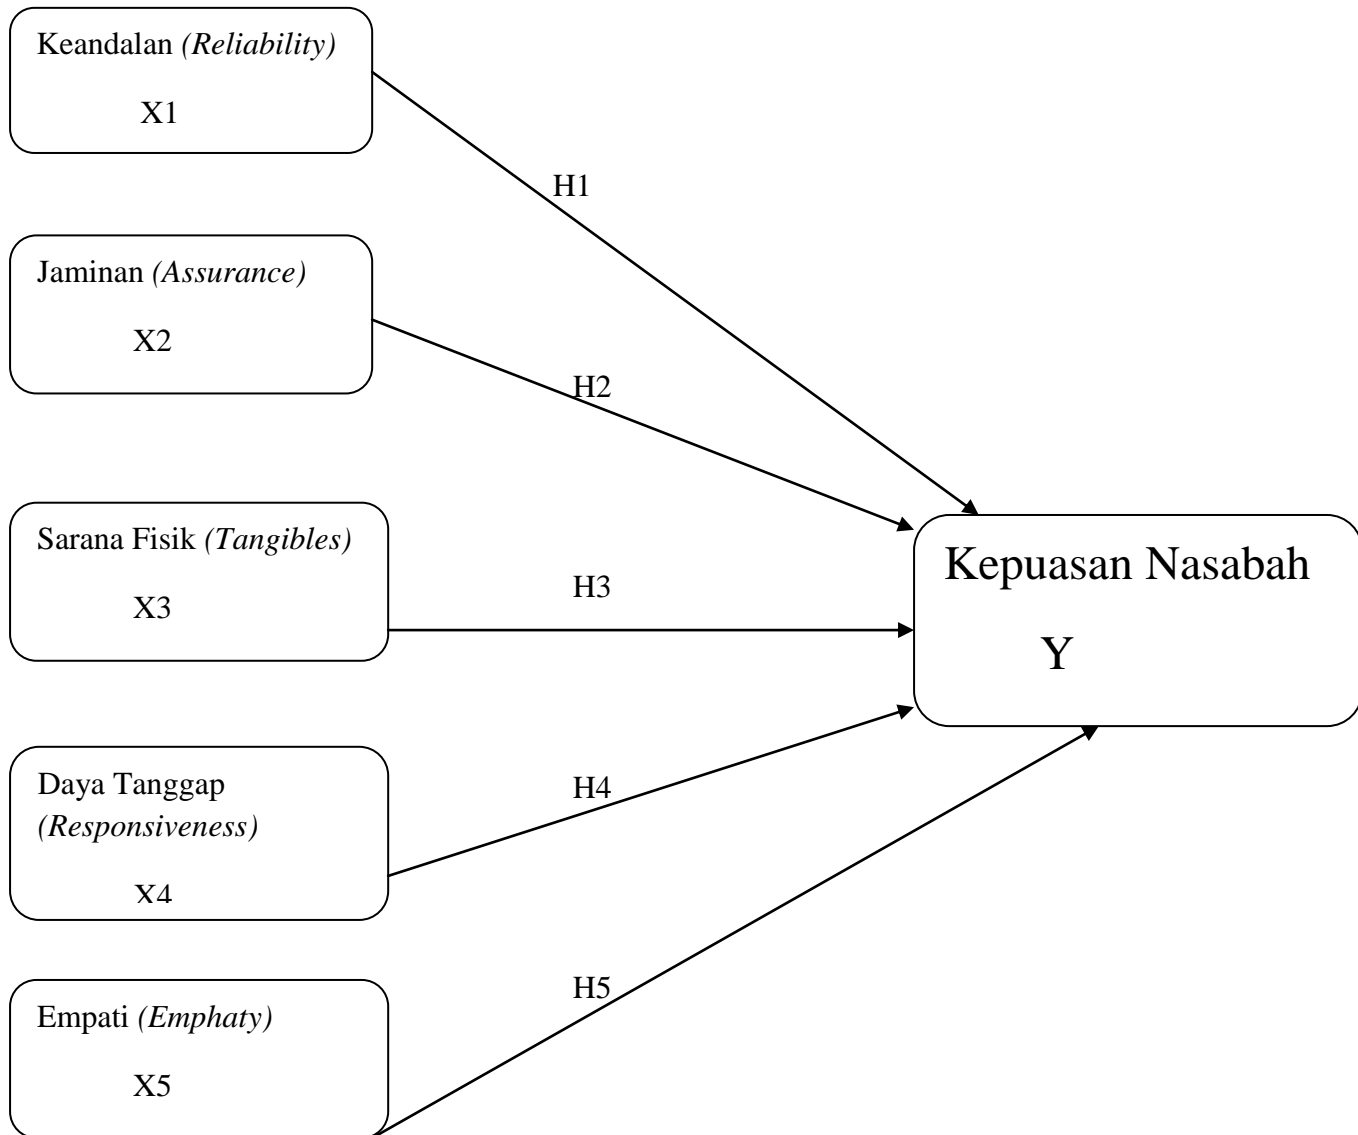 Keandalan (Reliability)
X1
H1
Jaminan (Assurance)
X2
H2
Sarana Fisik (Tangibles)
X3
H3
Kepuasan Nasabah
Y
Daya Tanggap
(Responsiveness)
X4
H4
Empati (Emphaty)
X5
H5